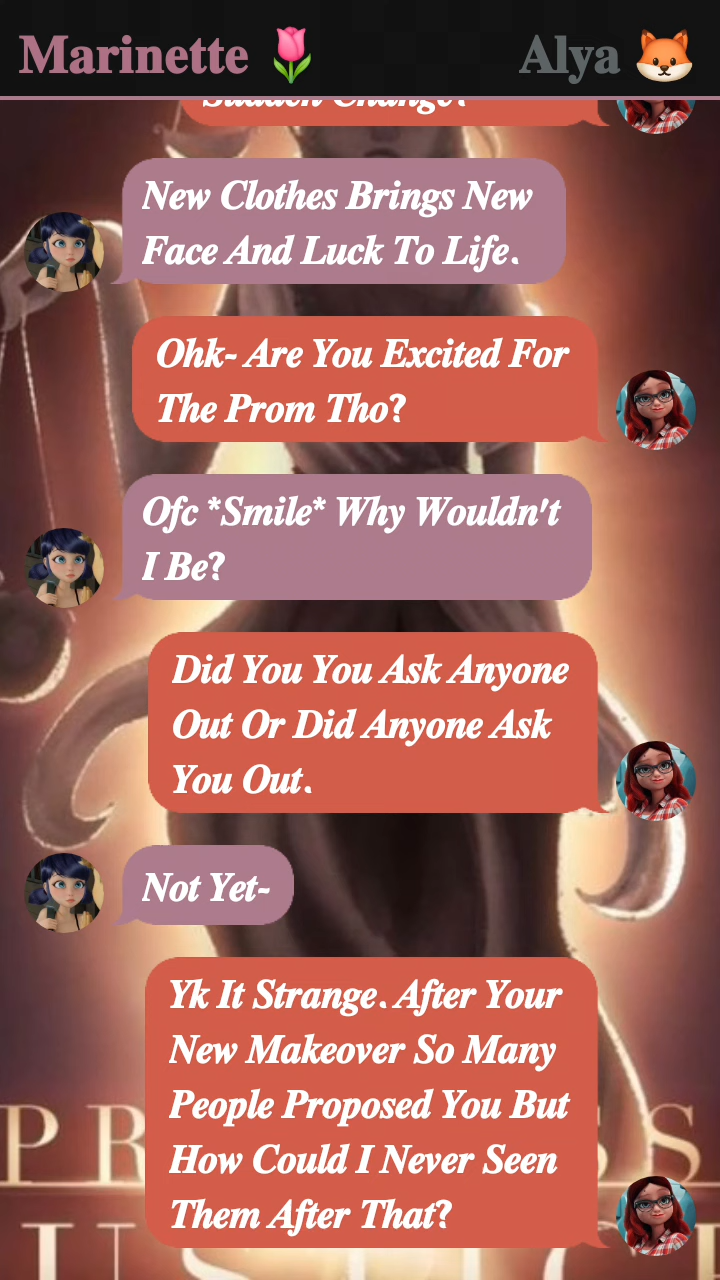 Marinette 🌷 Alya 🦊
Sudden Change?
New Clothes Brings New
Face And Luck To Life.
Ohk- Are You Excited For
The Prom Tho?
Ofc *Smile* Why Wouldn't
I Be?
Did You You Ask Anyone
Out Or Did Anyone Ask
You Out.
Not Yet-
Yk It Strange. After Your
New Makeover So Many
People Proposed You But
How Could I Never Seen
Them After That?